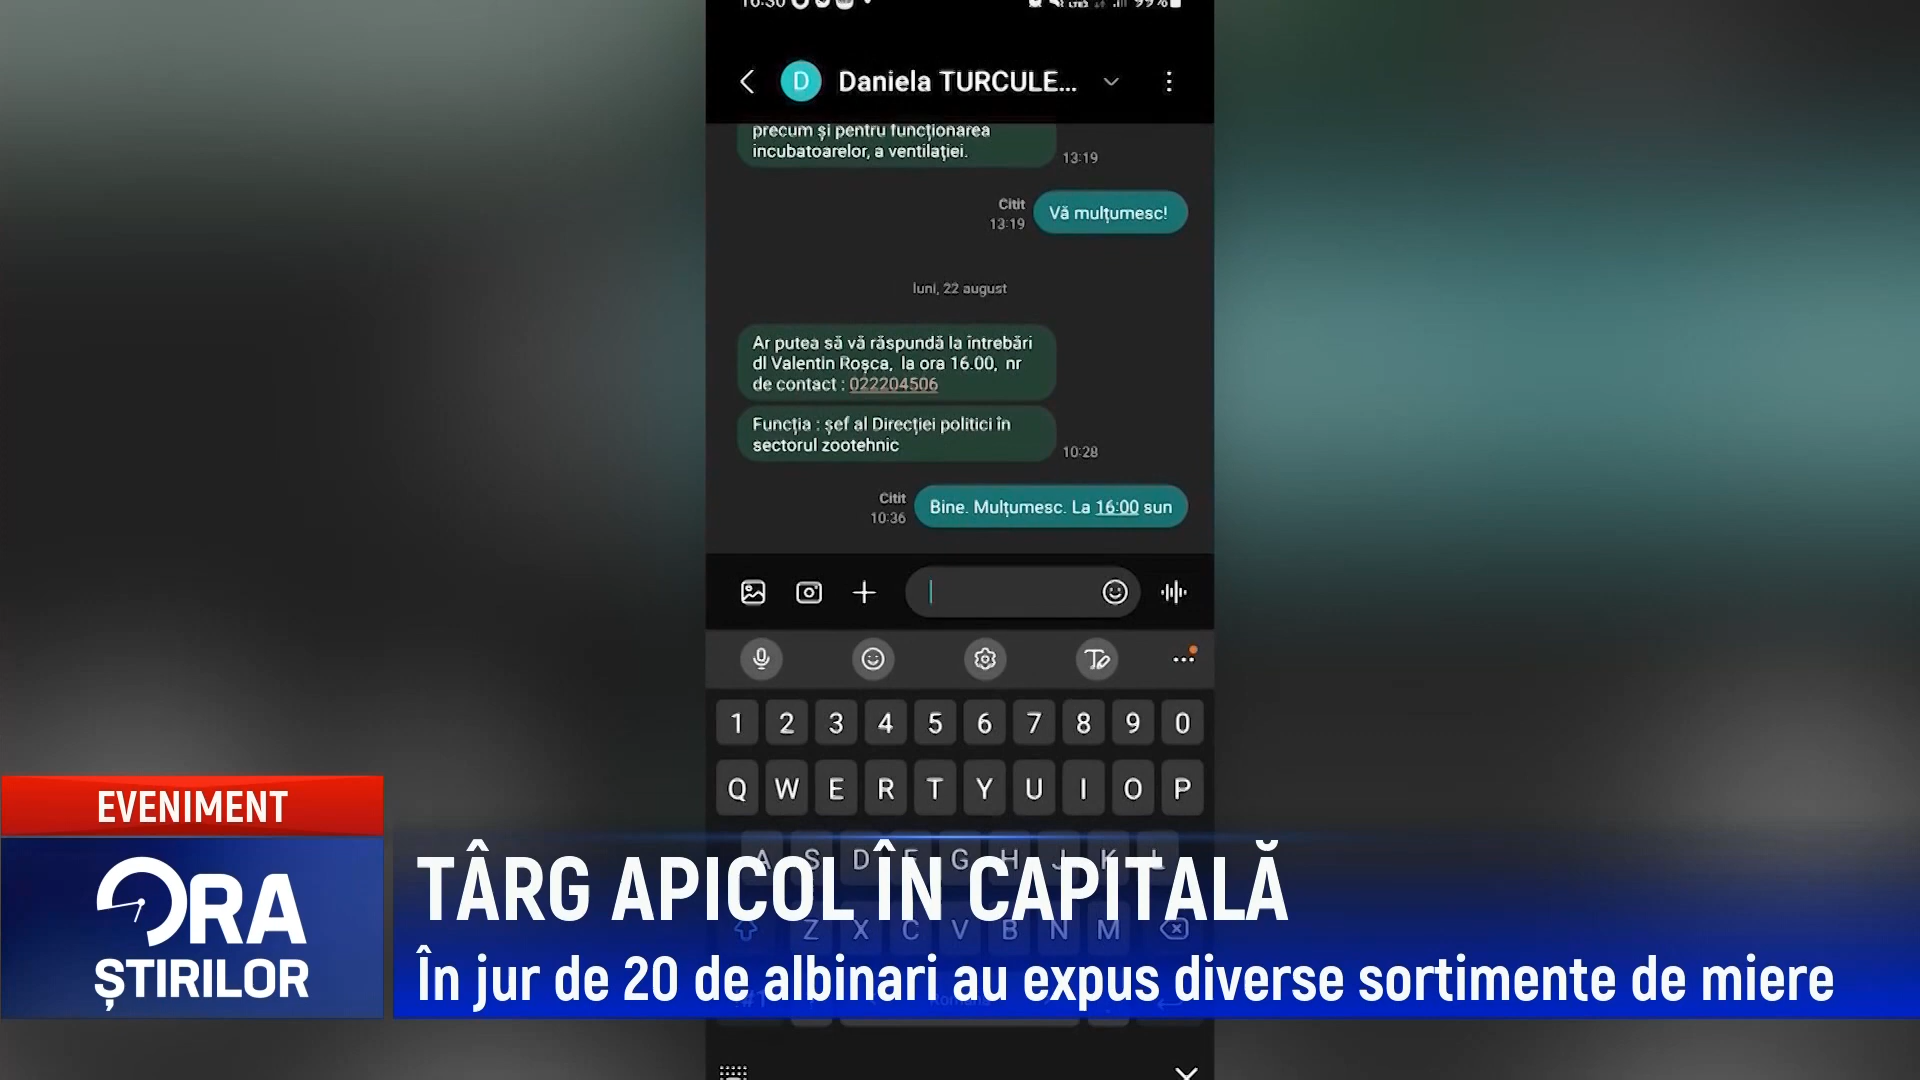 16:30
99%
D
Daniela TURCULE...
precum și pentru funcționarea
incubatoarelor, a ventilației.
13:19
Citit
13:19
Vă mulțumesc!
luni, 22 august
Ar putea să vă răspundă la întrebări
dl Valentin Roșca, la ora 16.00, nr
de contact : 022204506
Funcția : șef al Direcției politici în
sectorul zootehnic
10:28
Citit
10:36
Bine. Mulțumesc. La 16:00 sun
1 2 3 4 5 6 7 8 9 0
Q W E R T Y U I O P
A S D F G H J K L
Z X C V B N M
EVENIMENT
ORA
ȘTIRILOR
TÂRG APICOL ÎN CAPITALĂ
În jur de 20 de albinari au expus diverse sortimente de miere